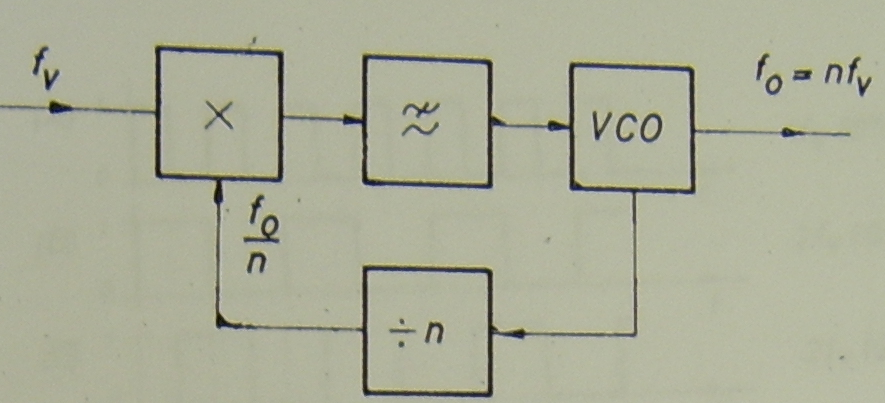 f_v
×
≈
VCO
f_o = nf_v
f_o/n
÷ n